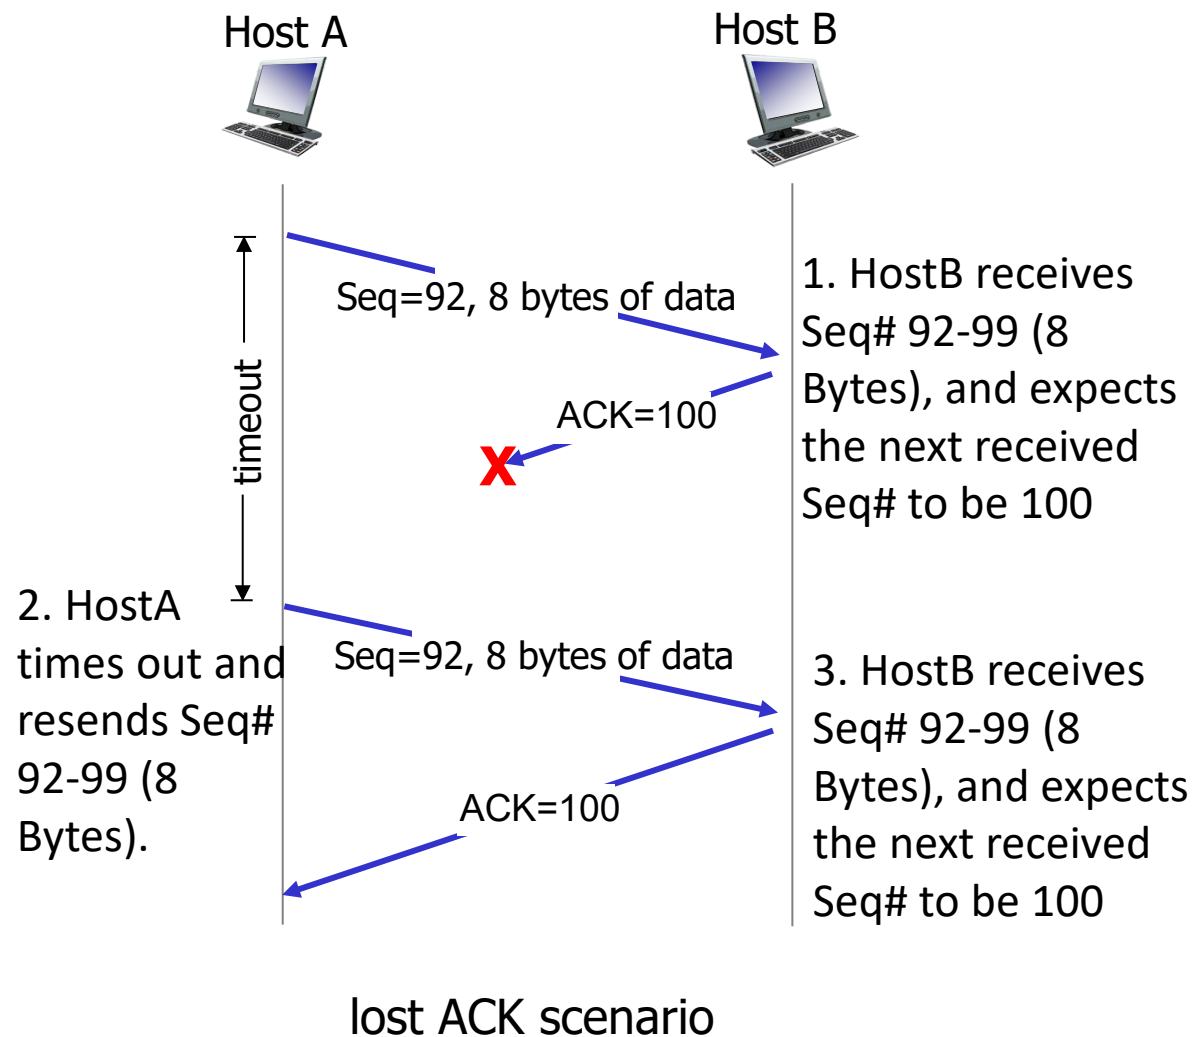 Host A
Host B
Seq=92, 8 bytes of data
ACK=100
X
timeout
1. HostB receives
Seq# 92-99 (8
Bytes), and expects
the next received
Seq# to be 100
2. HostA
times out and
resends Seq#
92-99 (8
Bytes).
Seq=92, 8 bytes of data
ACK=100
3. HostB receives
Seq# 92-99 (8
Bytes), and expects
the next received
Seq# to be 100
lost ACK scenario